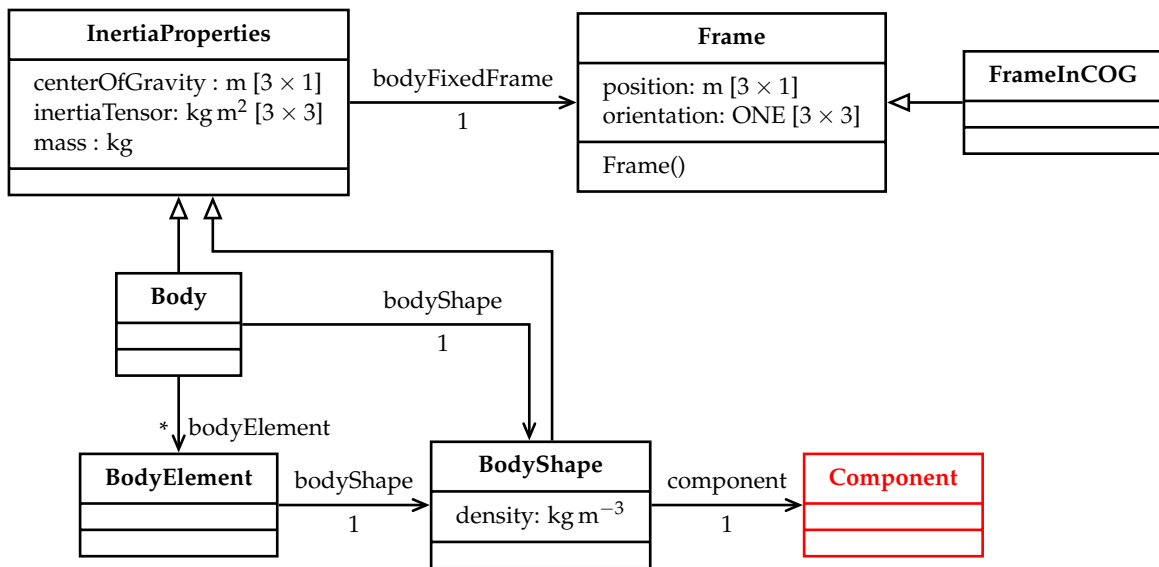 InertiaProperties
centerOfGravity : m [3 × 1]
inertiaTensor: kg m² [3 × 3]
mass : kg
bodyFixedFrame
1
Frame
position: m [3 × 1]
orientation: ONE [3 × 3]
Frame()
FrameInCOG
Body
bodyShape
1
* bodyElement
BodyElement
bodyShape
1
BodyShape
density: kg m⁻³
component
1
Component